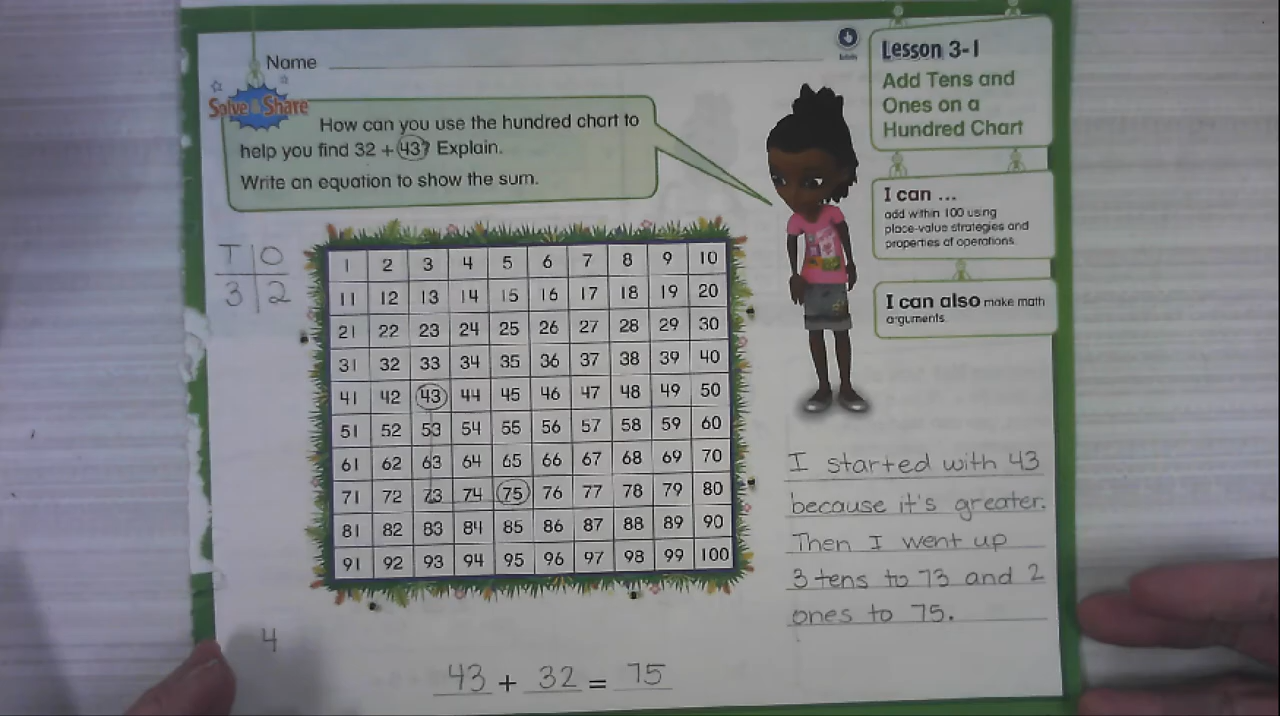 Name
Solve & Share
How can you use the hundred chart to
help you find 32 + 43? Explain.
Write an equation to show the sum.
Lesson 3-1
Add Tens and
Ones on a
Hundred Chart
I can ...
add within 100 using
place-value strategies and
properties of operations.
I can also make math
arguments.
T O
3 2
1 2 3 4 5 6 7 8 9 10
11 12 13 14 15 16 17 18 19 20
21 22 23 24 25 26 27 28 29 30
31 32 33 34 35 36 37 38 39 40
41 42 43 44 45 46 47 48 49 50
51 52 53 54 55 56 57 58 59 60
61 62 63 64 65 66 67 68 69 70
71 72 73 74 75 76 77 78 79 80
81 82 83 84 85 86 87 88 89 90
91 92 93 94 95 96 97 98 99 100
I started with 43
because it's greater.
Then I went up
3 tens to 73 and 2
ones to 75.
4
43 + 32 = 75